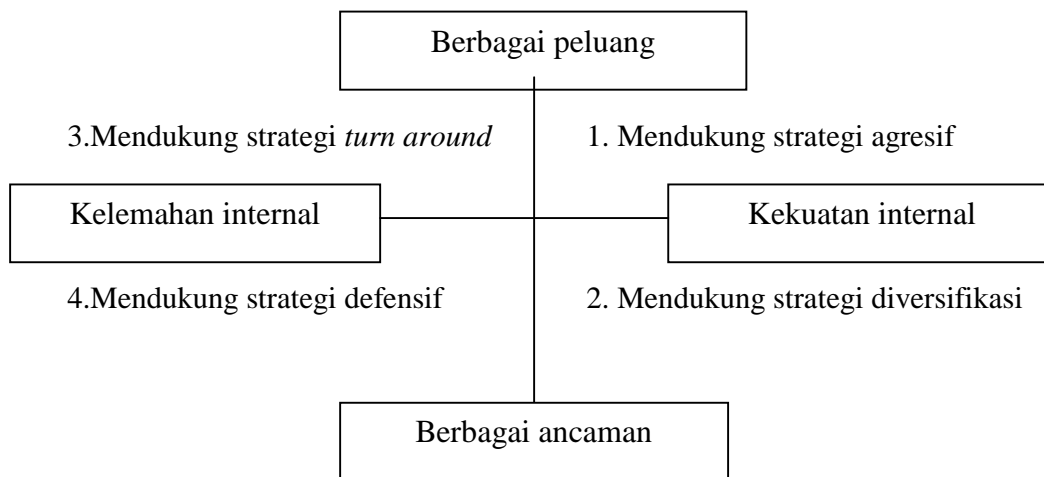 Berbagai peluang
3.Mendukung strategi turn around
1. Mendukung strategi agresif
Kelemahan internal
Kekuatan internal
4.Mendukung strategi defensif
2. Mendukung strategi diversifikasi
Berbagai ancaman